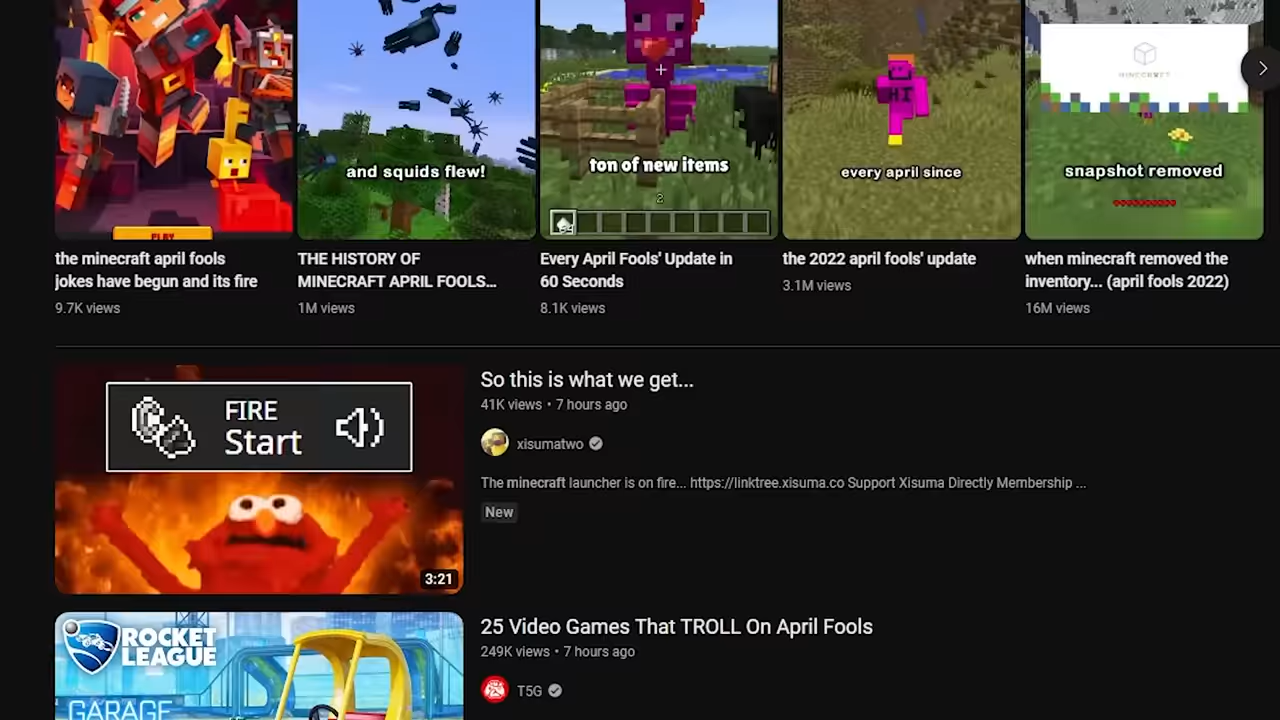 HI
MINECRAFT
and squids flew!
ton of new items
every april since
snapshot removed
2
64
PLAY
the minecraft april fools
jokes have begun and its fire
9.7K views
THE HISTORY OF
MINECRAFT APRIL FOOLS...
1M views
Every April Fools' Update in
60 Seconds
8.1K views
the 2022 april fools' update
3.1M views
when minecraft removed the
inventory... (april fools 2022)
16M views
FIRE
Start
3:21
So this is what we get...
41K views • 7 hours ago
xisumatwo
The minecraft launcher is on fire... https://linktree.xisuma.co Support Xisuma Directly Membership ...
New
ROCKET
LEAGUE
GARAGE
25 Video Games That TROLL On April Fools
249K views • 7 hours ago
T5G